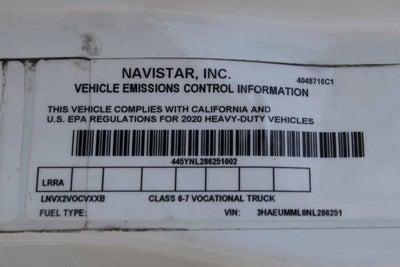 NAVISTAR, INC.
4048716C1
VEHICLE EMISSIONS CONTROL INFORMATION
THIS VEHICLE COMPLIES WITH CALIFORNIA AND
U.S. EPA REGULATIONS FOR 2020 HEAVY-DUTY VEHICLES
445YNL286251002
LRRA
LNVX2VOCVXXB CLASS 6-7 VOCATIONAL TRUCK
FUEL TYPE: VIN: 3HAEUMML0NL286251